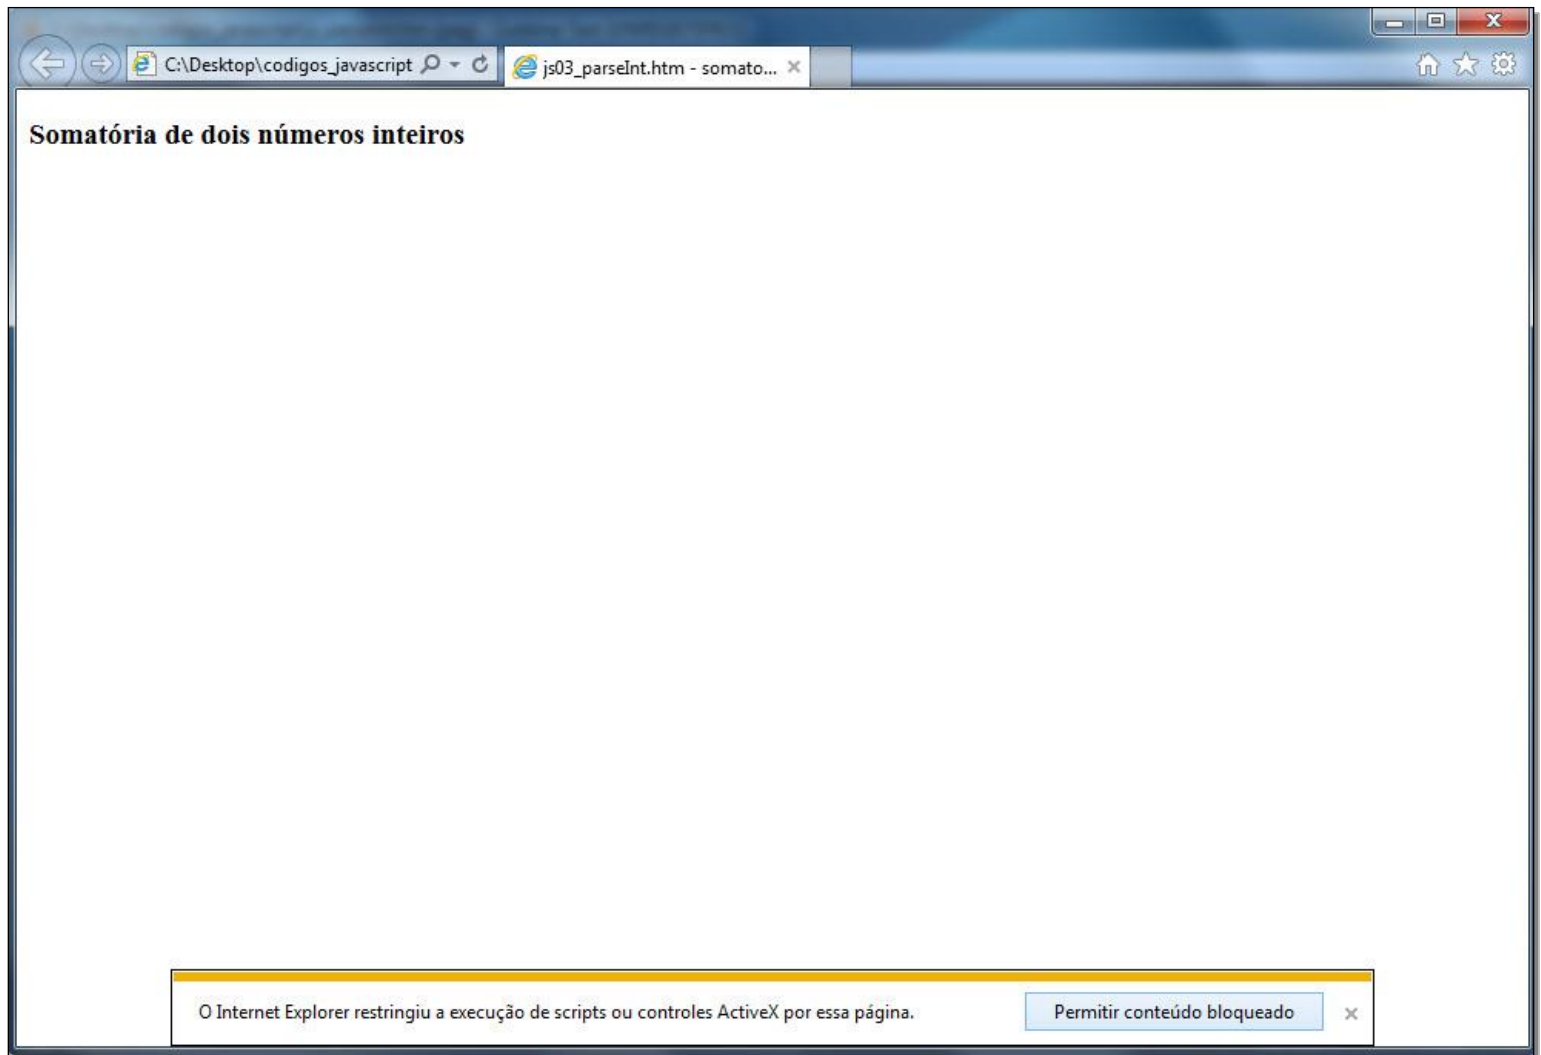 C:\Desktop\codigos_javascript
js03_parseInt.htm - somato...
Somatória de dois números inteiros
O Internet Explorer restringiu a execução de scripts ou controles ActiveX por essa página.
Permitir conteúdo bloqueado